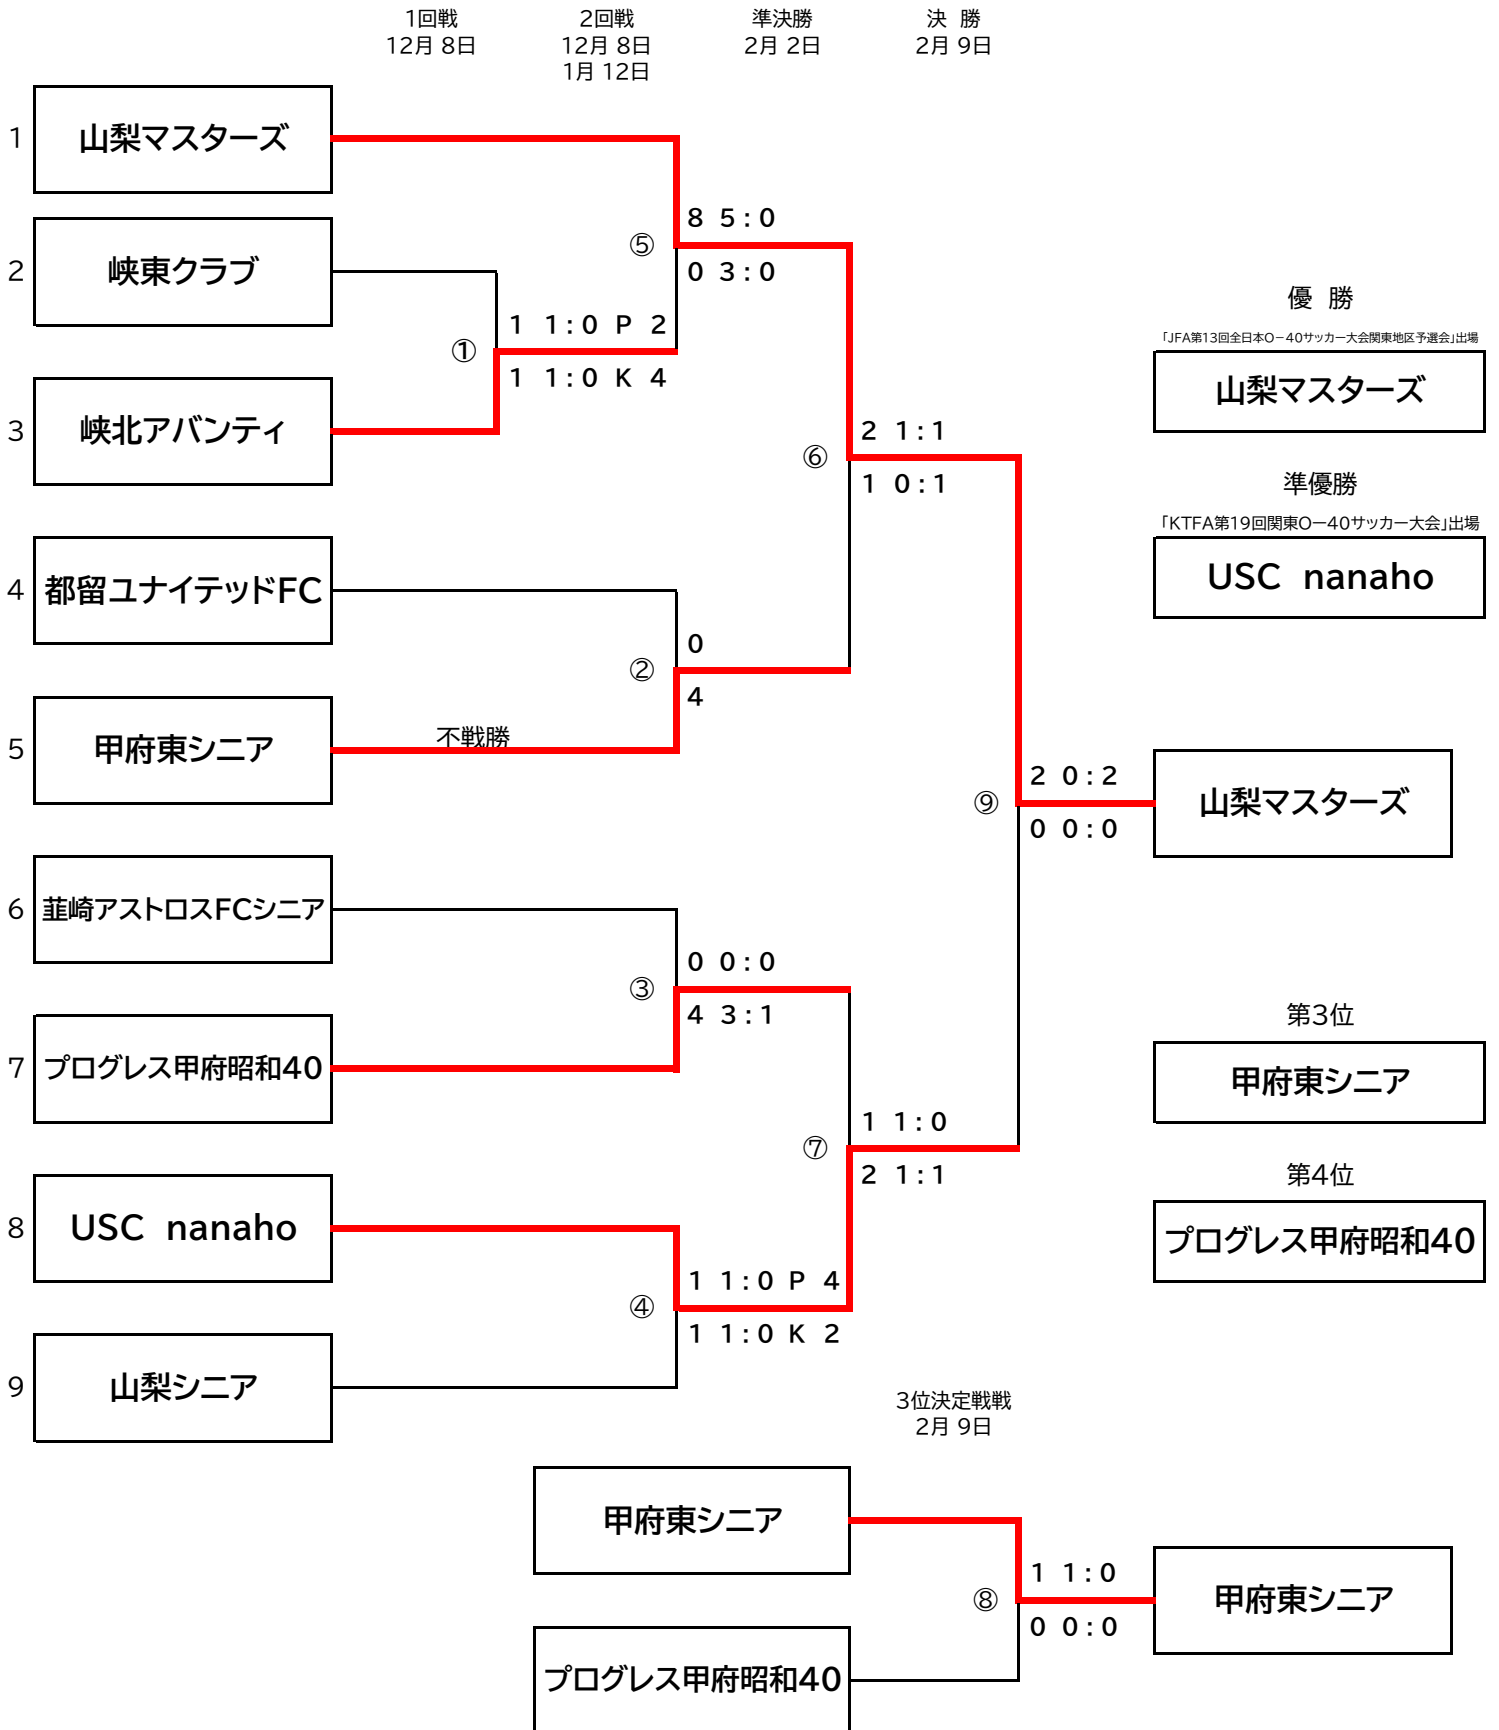 1回戦
12月 8日
2回戦
12月 8日
1月 12日
準決勝
2月 2日
決 勝
2月 9日
1 山梨マスターズ
8 5:0
⑤
0 3:0
2 峡東クラブ
1 1:0 P 2
①
1 1:0 K 4
3 峡北アバンティ
優 勝
「JFA第13回全日本O-40サッカー大会関東地区予選会」出場
山梨マスターズ
2 1:1
⑥
1 0:1
準優勝
「KTFA第19回関東O-40サッカー大会」出場
USC nanaho
4 都留ユナイテッドFC
0
②
4
5 甲府東シニア
不戦勝
2 0:2
⑨
0 0:0
山梨マスターズ
6 韮崎アストロスFCシニア
0 0:0
③
4 3:1
7 プログレス甲府昭和40
第3位
甲府東シニア
1 1:0
⑦
2 1:1
第4位
プログレス甲府昭和40
8 USC nanaho
1 1:0 P 4
④
1 1:0 K 2
9 山梨シニア
3位決定戦戦
2月 9日
甲府東シニア
1 1:0
⑧
0 0:0
甲府東シニア
プログレス甲府昭和40